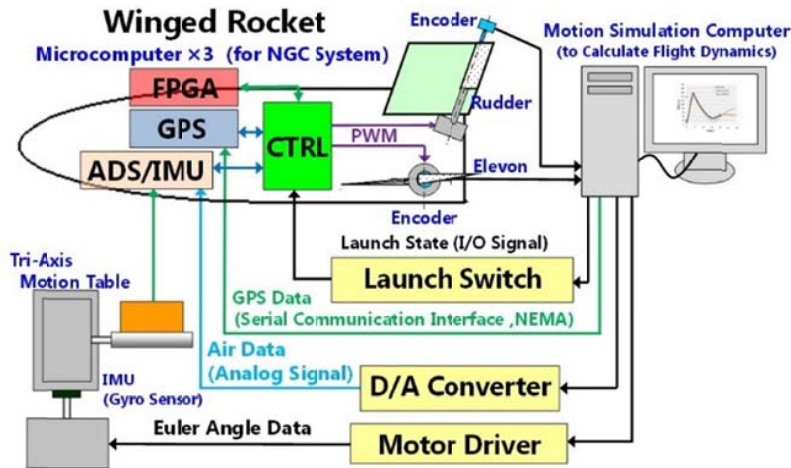 Winged Rocket
Microcomputer ×3 (for NGC System)
FPGA
GPS
ADS/IMU
CTRL
PWM
Encoder
Rudder
Elevon
Encoder
Motion Simulation Computer
(to Calculate Flight Dynamics)
Launch State (I/O Signal)
Launch Switch
Tri-Axis
Motion Table
GPS Data
(Serial Communication Interface ,NEMA)
Air Data
(Analog Signal)
D/A Converter
IMU
(Gyro Sensor)
Euler Angle Data
Motor Driver